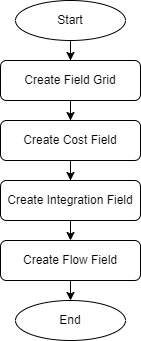 Start
Create Field Grid
Create Cost Field
Create Integration Field
Create Flow Field
End